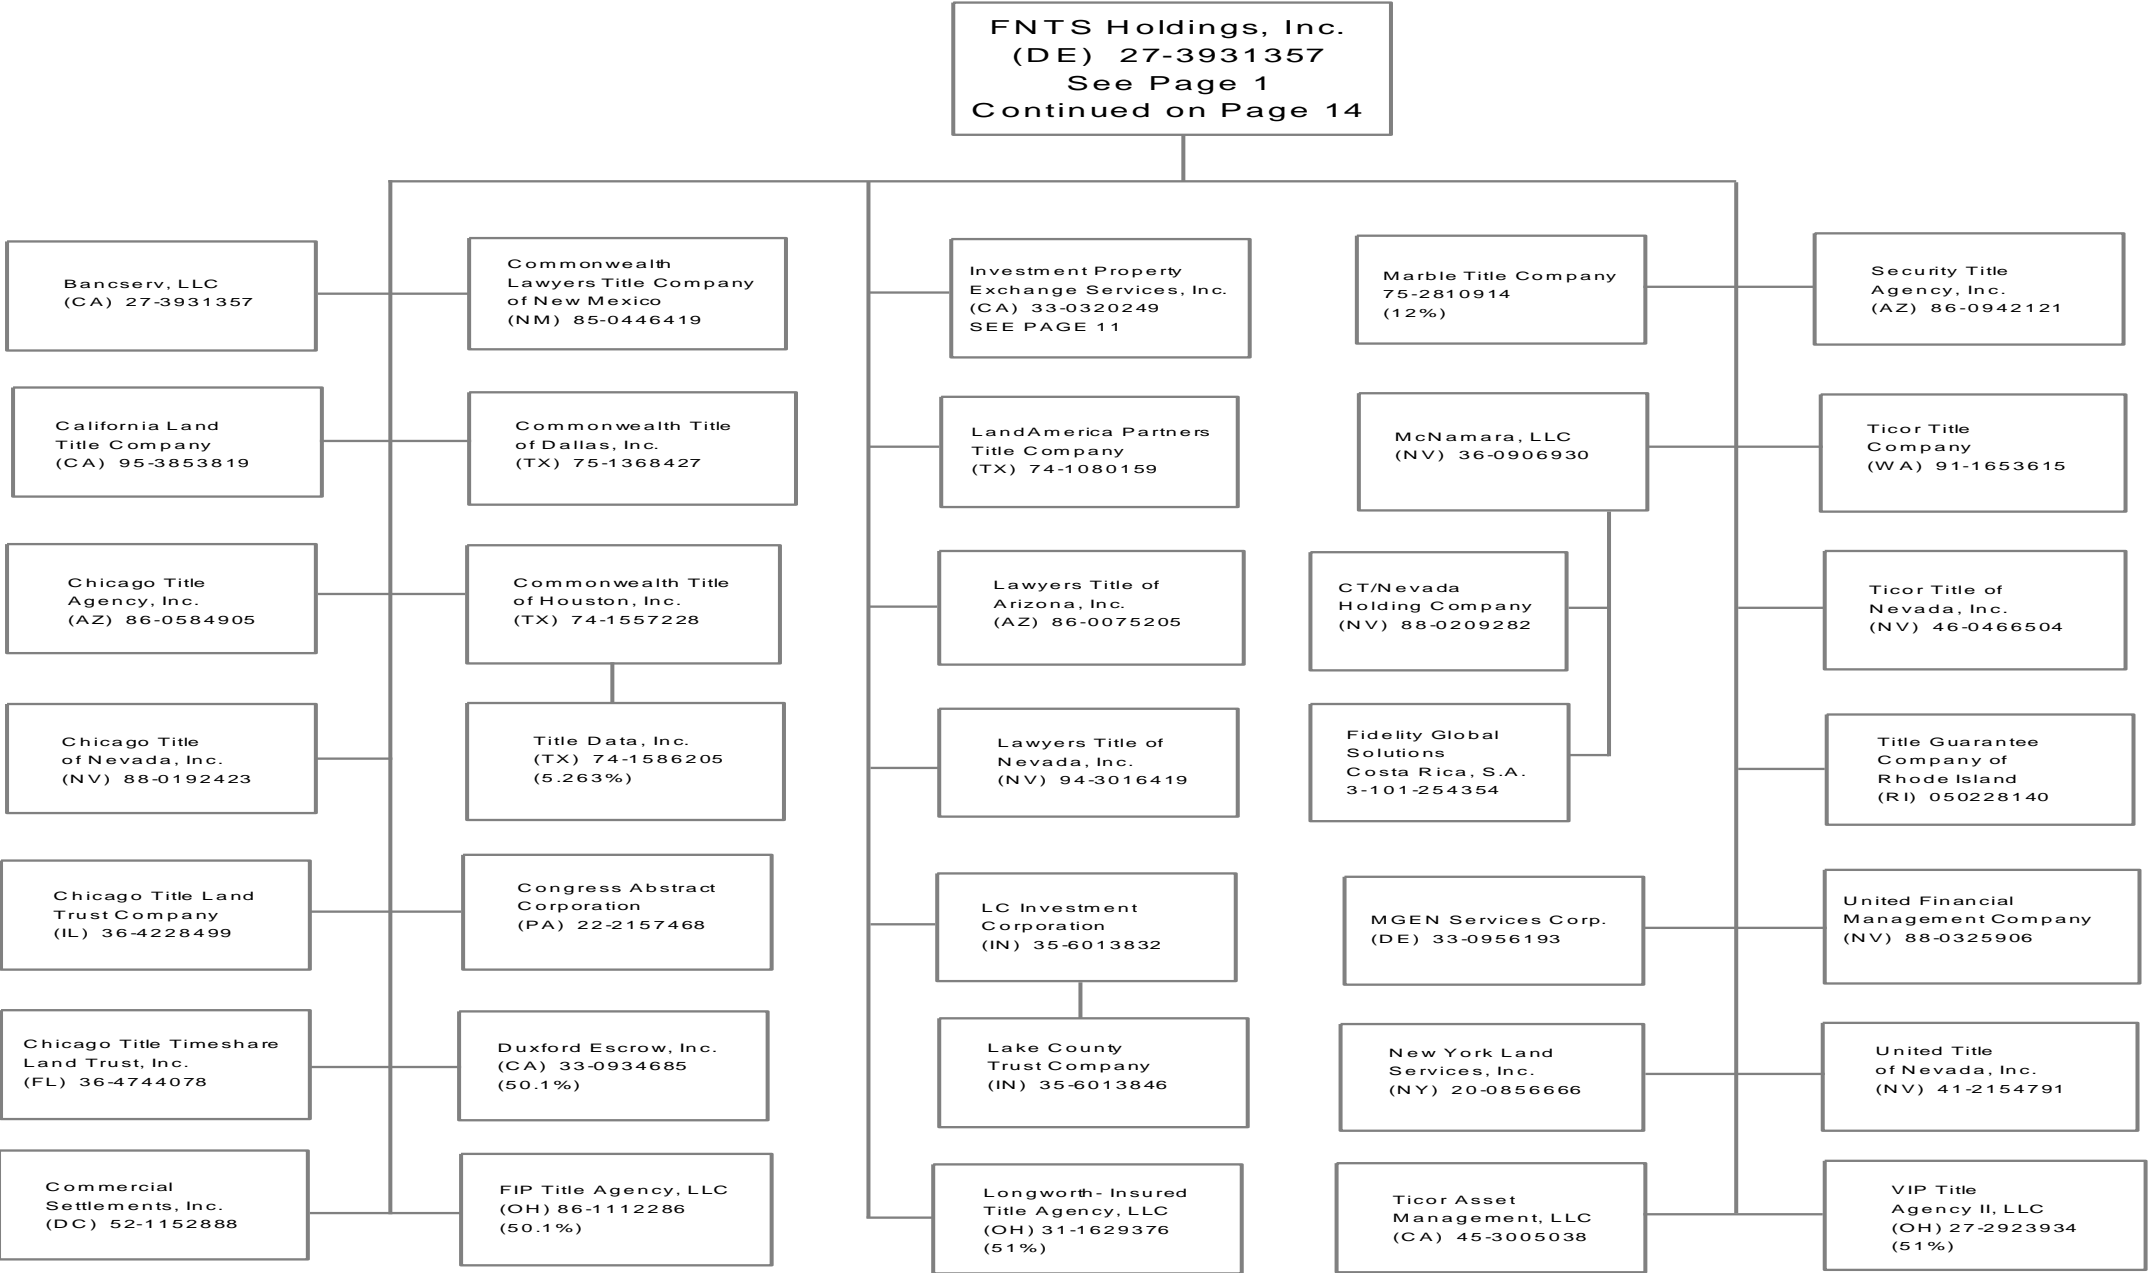 FNTS Holdings, Inc.
(DE) 27-3931357
See Page 1
Continued on Page 14
Bancserv, LLC
(CA) 27-3931357
California Land
Title Company
(CA) 95-3853819
Chicago Title
Agency, Inc.
(AZ) 86-0584905
Chicago Title
of Nevada, Inc.
(NV) 88-0192423
Chicago Title Land
Trust Company
(IL) 36-4228499
Chicago Title Timeshare
Land Trust, Inc.
(FL) 36-4744078
Commercial
Settlements, Inc.
(DC) 52-1152888
Commonwealth
Lawyers Title Company
of New Mexico
(NM) 85-0446419
Commonwealth Title
of Dallas, Inc.
(TX) 75-1368427
Commonwealth Title
of Houston, Inc.
(TX) 74-1557228
Title Data, Inc.
(TX) 74-1586205
(5.263%)
Congress Abstract
Corporation
(PA) 22-2157468
Duxford Escrow, Inc.
(CA) 33-0934685
(50.1%)
FIP Title Agency, LLC
(OH) 86-1112286
(50.1%)
Investment Property
Exchange Services, Inc.
(CA) 33-0320249
SEE PAGE 11
LandAmerica Partners
Title Company
(TX) 74-1080159
Lawyers Title of
Arizona, Inc.
(AZ) 86-0075205
Lawyers Title of
Nevada, Inc.
(NV) 94-3016419
LC Investment
Corporation
(IN) 35-6013832
Lake County
Trust Company
(IN) 35-6013846
Longworth- Insured
Title Agency, LLC
(OH) 31-1629376
(51%)
Marble Title Company
75-2810914
(12%)
McNamara, LLC
(NV) 36-0906930
CT/Nevada
Holding Company
(NV) 88-0209282
Fidelity Global
Solutions
Costa Rica, S.A.
3-101-254354
MGEN Services Corp.
(DE) 33-0956193
New York Land
Services, Inc.
(NY) 20-0856666
Ticor Asset
Management, LLC
(CA) 45-3005038
Security Title
Agency, Inc.
(AZ) 86-0942121
Ticor Title
Company
(WA) 91-1653615
Ticor Title of
Nevada, Inc.
(NV) 46-0466504
Title Guarantee
Company of
Rhode Island
(RI) 050228140
United Financial
Management Company
(NV) 88-0325906
United Title
of Nevada, Inc.
(NV) 41-2154791
VIP Title
Agency II, LLC
(OH) 27-2923934
(51%)